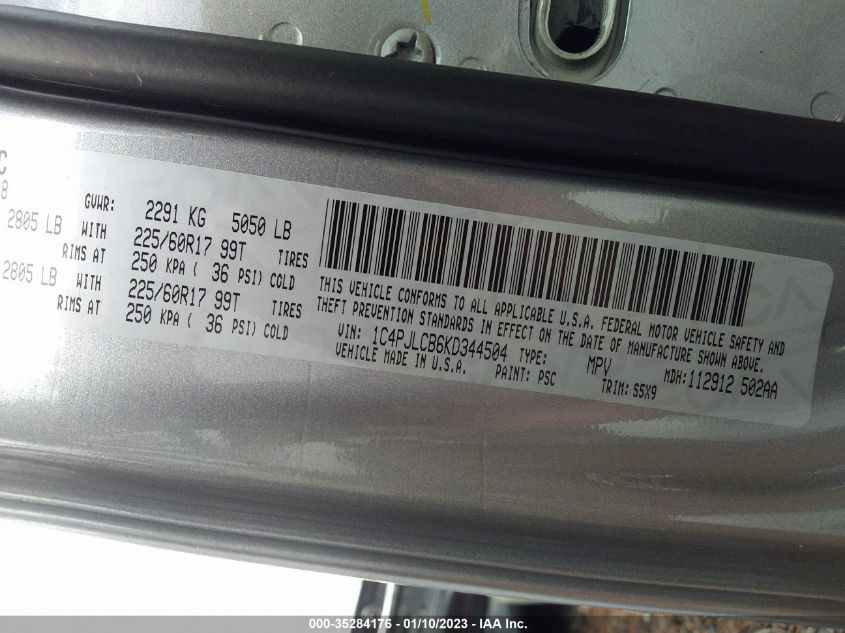 C
8
GVWR: 2291 KG 5050 LB
2805 LB WITH 225/60R17 99T TIRES
RIMS AT 250 KPA ( 36 PSI) COLD
2805 LB WITH 225/60R17 99T TIRES
RIMS AT 250 KPA ( 36 PSI) COLD
THIS VEHICLE CONFORMS TO ALL APPLICABLE U.S.A. FEDERAL MOTOR VEHICLE SAFETY AND
THEFT PREVENTION STANDARDS IN EFFECT ON THE DATE OF MANUFACTURE SHOWN ABOVE.
VIN: 1C4PJLCB6KD344504 TYPE: MPV MDH:112912 502AA
VEHICLE MADE IN U.S.A. PAINT: PSC TRIM: S5X9
000-35284176 - 01/10/2023 - IAA Inc.